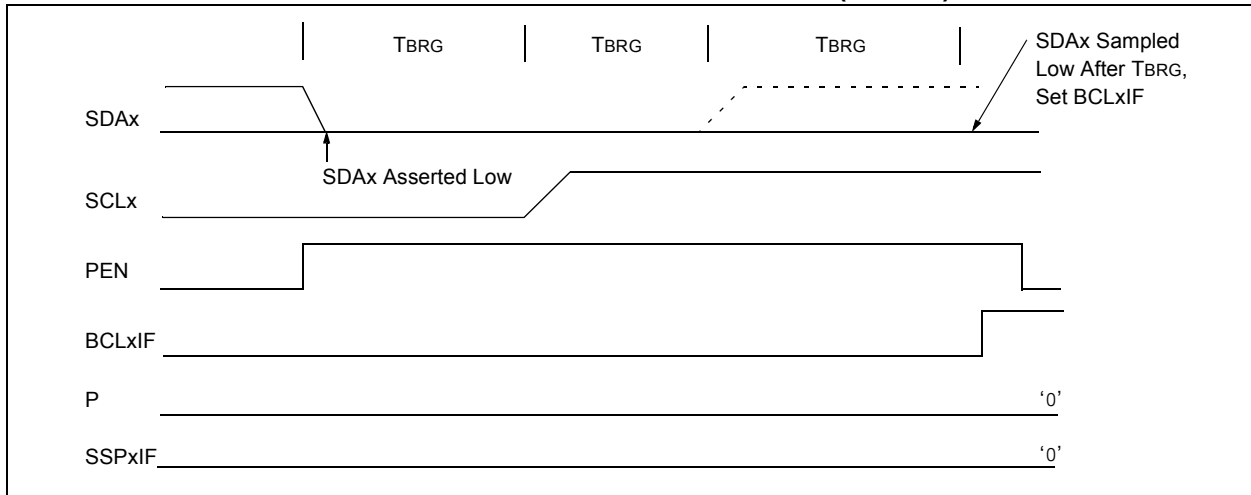 TBRG TBRG TBRG
SDAx Sampled
Low After TBRG,
Set BCLxIF
SDAx
SDAx Asserted Low
SCLx
PEN
BCLxIF
P ‘0’
SSPxIF ‘0’